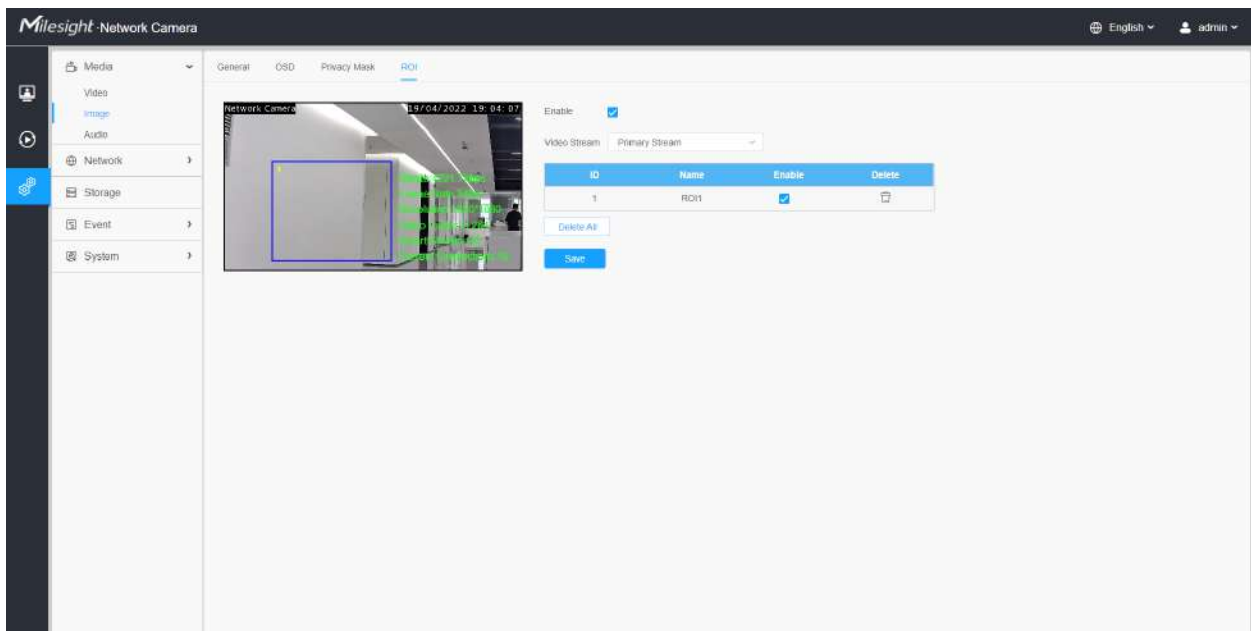 Milesight -Network Camera
English
admin
Media
Video
Image
Audio
Network
Storage
Event
System
General OSD Privacy Mask ROI
Network Camera 19/04/2022 19:04:07
1
Enable
Video Stream Primary Stream
ID Name Enable Delete
1 ROI1
Delete All
Save